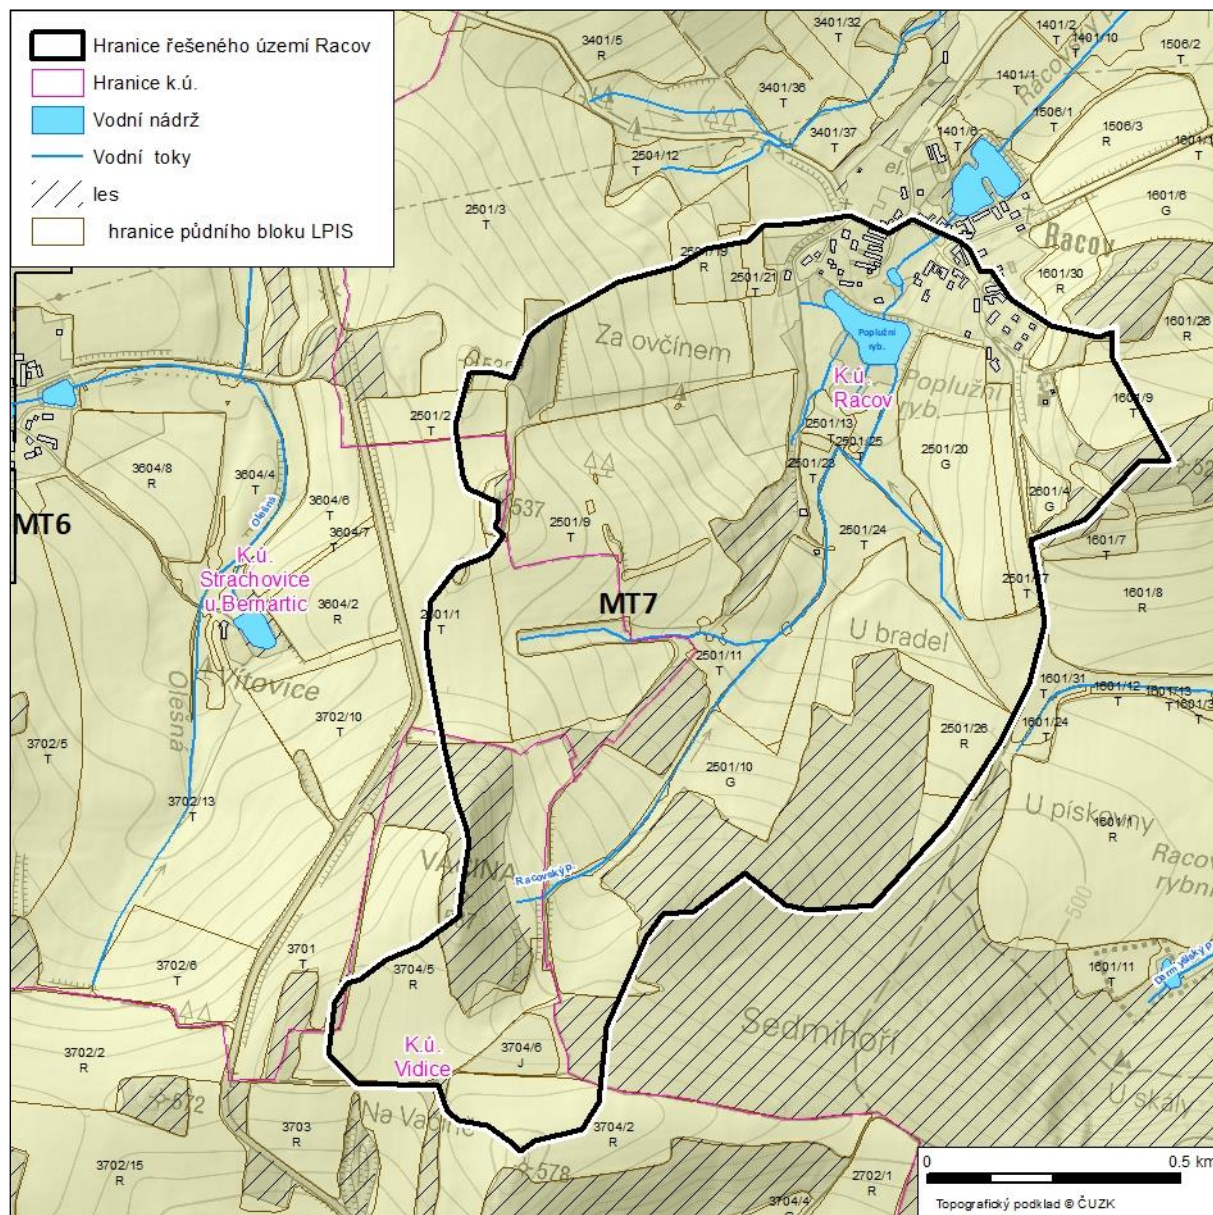 Hranice řešeného území Racov
Hranice k.ú.
Vodní nádrž
Vodní toky
les
hranice půdního bloku LPIS
3401/5
R
3401/32
T
3401/36
T
3401/37
T
2501/12
T
2501/3
T
1401/2
T
1401/10
1401/1
T
1506/2
T
1506/1
T
1506/3
R
1401/6
T
1601/6
G
el.
Racov
1601/30
R
1601/26
R
R
2501/21
T
Za ovčínem
Poplužní
ryb.
K.ú.
Racov
Poplužní
ryb.
1601/9
T
2501/2
T
2501/13
T
2501/25
T
2501/23
T
2501/20
G
2501/4
G
3604/8
R
3604/4
T
3604/6
T
3604/7
T
Olešná
MT6
537
2501/9
T
2501/24
T
1601/7
T
1601/8
R
K.ú.
Strachovice
u Bernartic
3604/2
R
2501/1
T
MT7
2501/17
T
U bradel
2501/11
T
Vítovice
Olešná
3702/10
T
3702/5
T
3702/13
T
1601/31
T
1601/12
T
1601/13
T
1601/24
T
2501/26
R
2501/10
G
U pískovny
1601/1
R
VAČINA
Racovský p.
500
3702/6
T
3701
T
3704/5
R
1601/11
T
Darmyšlský p.
Sedmihoří
K.ú.
Vidice
3704/6
J
3702/2
R
572
Na Vačině
3703
R
3704/2
R
U skály
578
3702/15
R
2702/1
R
3704/4
0
0.5 km
Topografický podklad © ČUZK